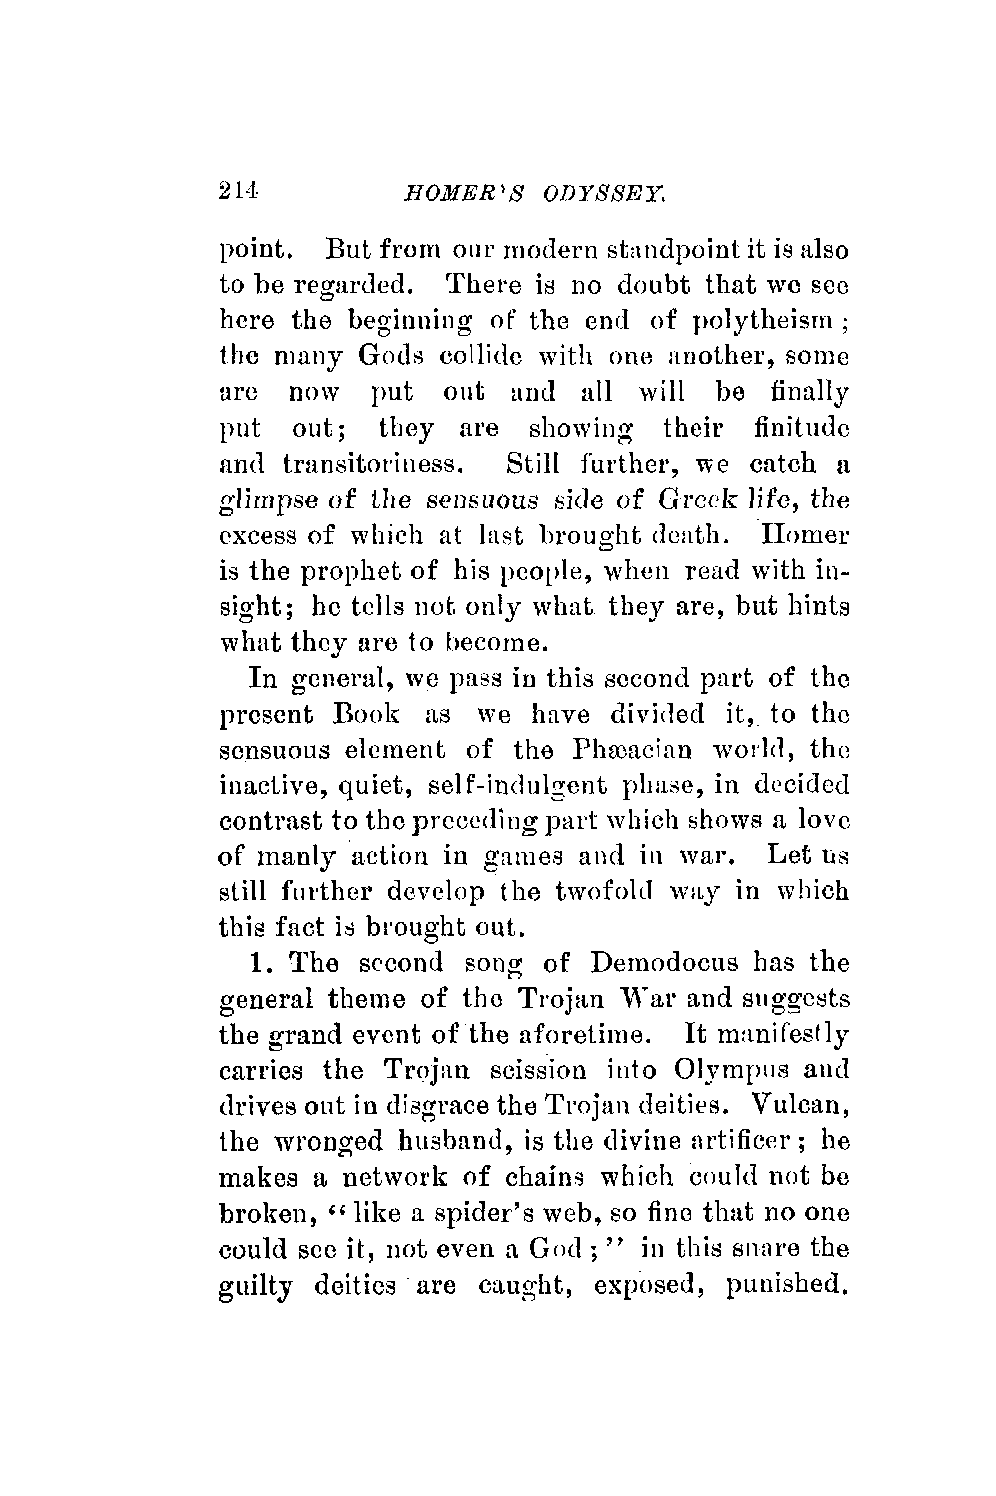 214 HOMER'S ODYSSEY.
point. But from our modern standpoint it is also
to be regarded. There is no doubt that we see
here the beginning of the end of polytheism;
the many Gods collide with one another, some
are now put out and all will be finally
put out; they are showing their finitude
and transitoriness. Still further, we catch a
glimpse of the sensuous side of Greek life, the
excess of which at last brought death. Homer
is the prophet of his people, when read with in-
sight; he tells not only what they are, but hints
what they are to become.
In general, we pass in this second part of the
present Book as we have divided it, to the
sensuous element of the Phæacian world, the
inactive, quiet, self-indulgent phase, in decided
contrast to the preceding part which shows a love
of manly action in games and in war. Let us
still further develop the twofold way in which
this fact is brought out.
1. The second song of Demodocus has the
general theme of the Trojan War and suggests
the grand event of the aforetime. It manifestly
carries the Trojan scission into Olympus and
drives out in disgrace the Trojan deities. Vulcan,
the wronged husband, is the divine artificer; he
makes a network of chains which could not be
broken, "like a spider's web, so fine that no one
could see it, not even a God;" in this snare the
guilty deities are caught, exposed, punished.